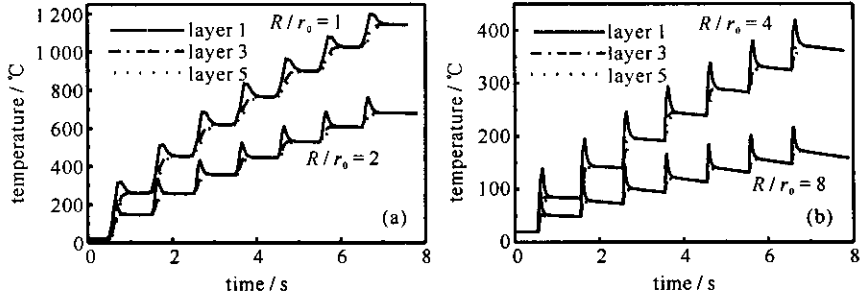 1 200
1 000
800
600
400
200
0
temperature / ℃
layer 1
layer 3
layer 5
R/r₀ = 1
R/r₀ = 2
(a)
0 2 4 6 8
time / s
400
300
200
100
0
temperature / ℃
layer 1
layer 3
layer 5
R/r₀ = 4
R/r₀ = 8
(b)
0 2 4 6 8
time / s